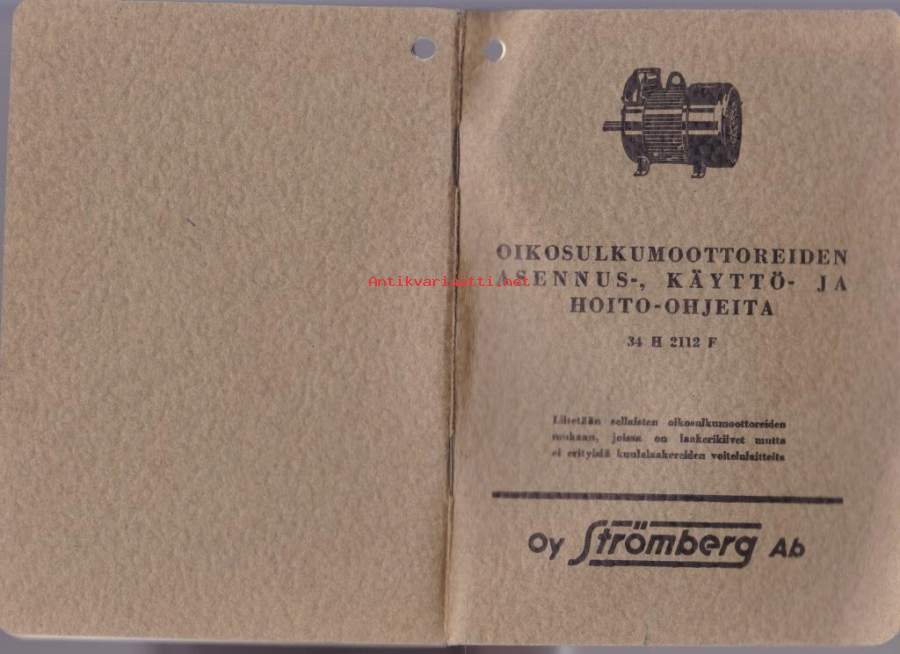 OIKOSULKUMOOTTOREIDEN
ASENNUS-, KÄYTTÖ- JA
HOITO-OHJEITA
Antikvariaatti.net
34 H 2112 F
Liitetään sellaisten oikosulkumoottoreiden
mukaan, joissa on laakerikilvet mutta
ei erityisiä kuulalaakereiden voitelulaitteita
Oy Strömberg Ab